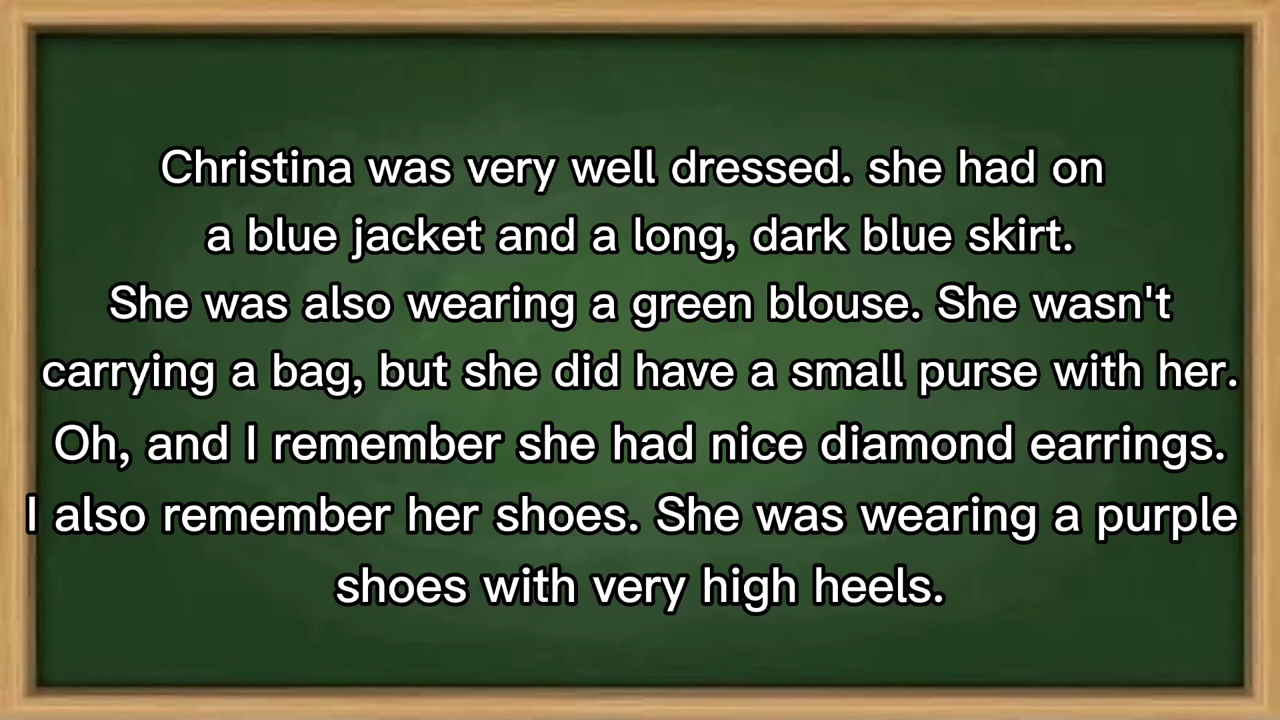 Christina was very well dressed. she had on
a blue jacket and a long, dark blue skirt.
She was also wearing a green blouse. She wasn't
carrying a bag, but she did have a small purse with her.
Oh, and I remember she had nice diamond earrings.
I also remember her shoes. She was wearing a purple
shoes with very high heels.